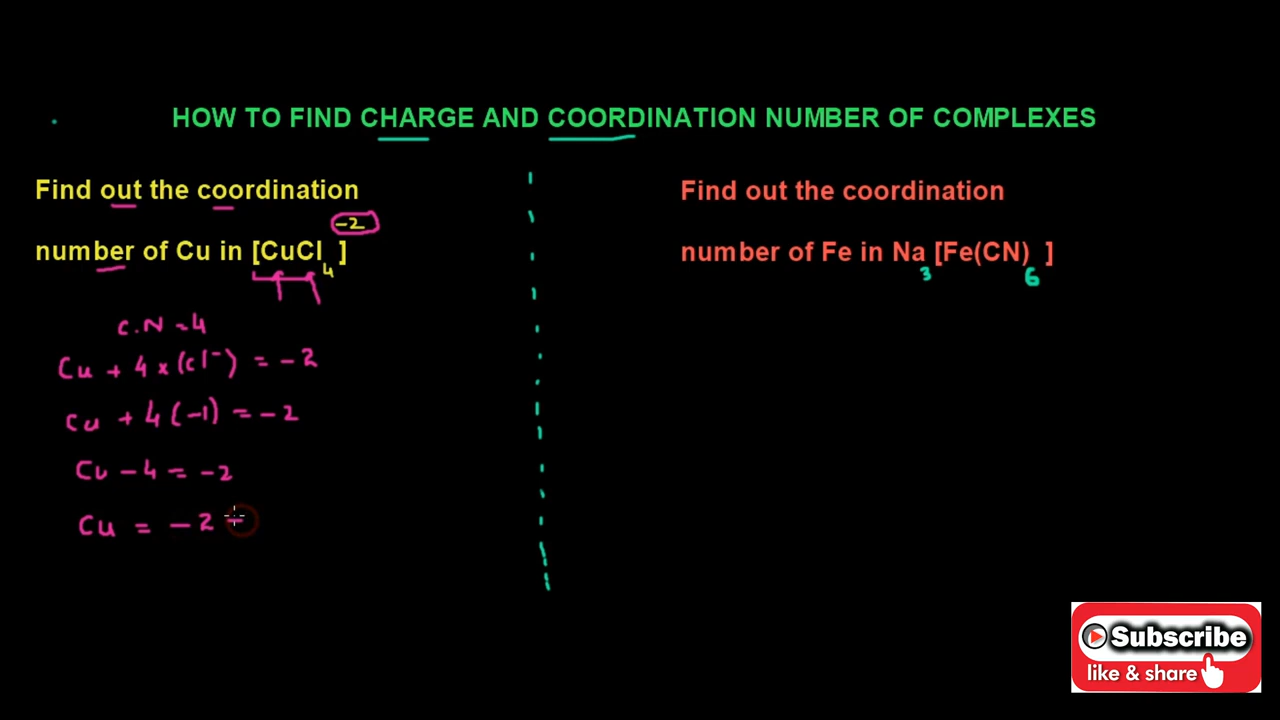 HOW TO FIND CHARGE AND COORDINATION NUMBER OF COMPLEXES
Find out the coordination
number of Cu in [CuCl₄]⁻²
C.N = 4
Cu + 4 × (Cl⁻) = -2
Cu + 4 (-1) = -2
Cu - 4 = -2
Cu = -2
Find out the coordination
number of Fe in Na₃[Fe(CN)₆]
Subscribe
like & share